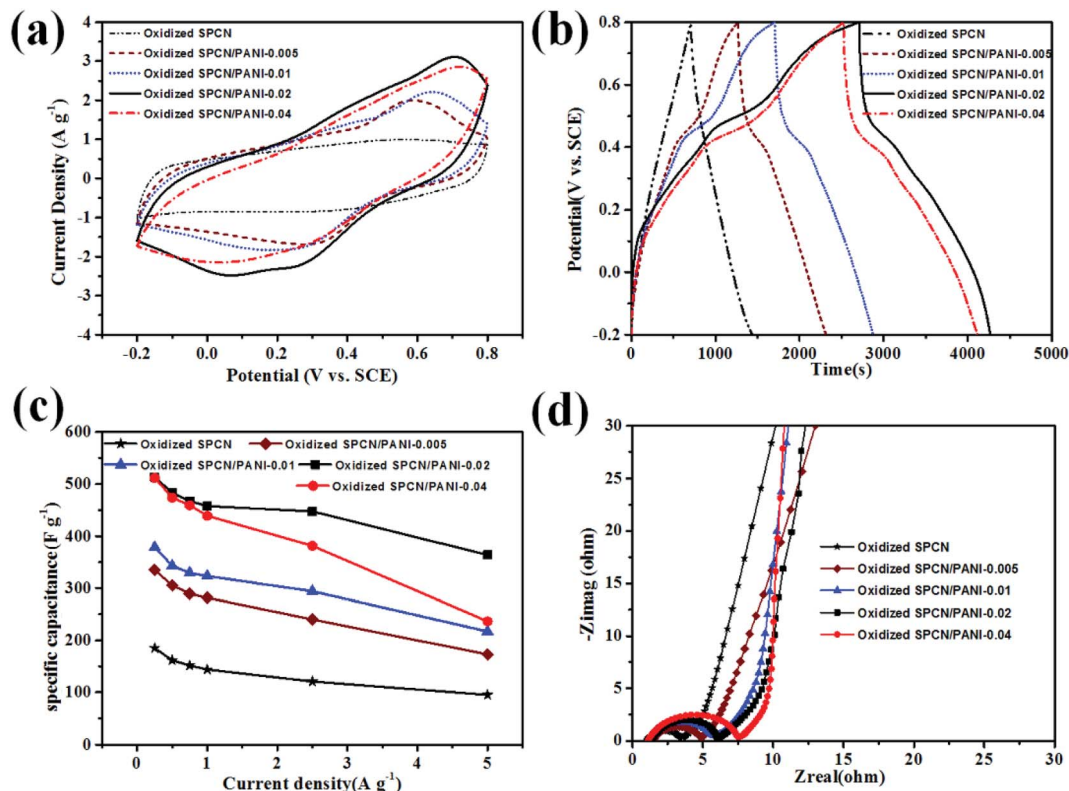 (a)
4
3
2
1
0
-1
-2
-3
-4
Current Density (A g⁻¹)
Oxidized SPCN
Oxidized SPCN/PANI-0.005
Oxidized SPCN/PANI-0.01
Oxidized SPCN/PANI-0.02
Oxidized SPCN/PANI-0.04
-0.2 0.0 0.2 0.4 0.6 0.8
Potential (V vs. SCE)
(b)
0.8
0.6
0.4
0.2
0.0
-0.2
Potential( V vs. SCE)
Oxidized SPCN
Oxidized SPCN/PANI-0.005
Oxidized SPCN/PANI-0.01
Oxidized SPCN/PANI-0.02
Oxidized SPCN/PANI-0.04
0 1000 2000 3000 4000 5000
Time(s)
(c)
600
500
400
300
200
100
0
specific capacitance(F g⁻¹)
Oxidized SPCN Oxidized SPCN/PANI-0.005
Oxidized SPCN/PANI-0.01 Oxidized SPCN/PANI-0.02
Oxidized SPCN/PANI-0.04
0 1 2 3 4 5
Current density(A g⁻¹)
(d)
30
25
20
15
10
5
0
-Zimag (ohm)
Oxidized SPCN
Oxidized SPCN/PANI-0.005
Oxidized SPCN/PANI-0.01
Oxidized SPCN/PANI-0.02
Oxidized SPCN/PANI-0.04
0 5 10 15 20 25 30
Zreal(ohm)